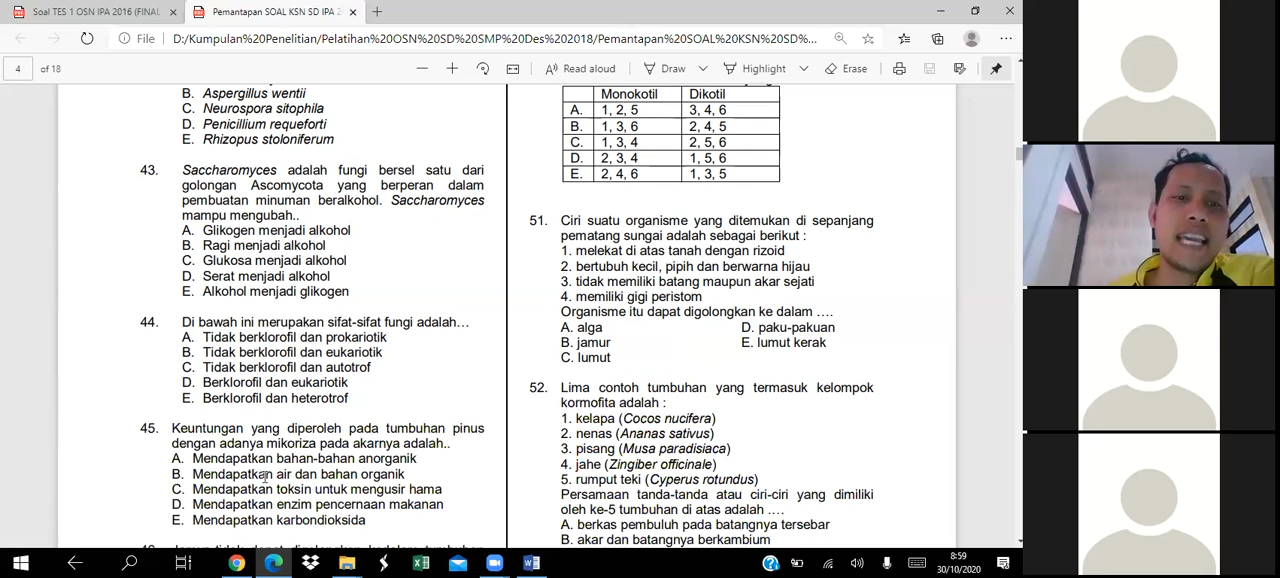 Soal TES 1 OSN IPA 2016 (FINAL
Pemantapan SOAL KSN SD IPA 2
File
D:/Kumpulan%20Penelitian/Pelatihan%20OSN%20SD%20SMP%20Des%202018/Pemantapan%20SOAL%20KSN%20SD%...
4 of 18
Read aloud
Draw
Highlight
Erase
B. Aspergillus wentii
C. Neurospora sitophila
D. Penicillium requeforti
E. Rhizopus stoloniferum
43. Saccharomyces adalah fungi bersel satu dari
golongan Ascomycota yang berperan dalam
pembuatan minuman beralkohol. Saccharomyces
mampu mengubah..
A. Glikogen menjadi alkohol
B. Ragi menjadi alkohol
C. Glukosa menjadi alkohol
D. Serat menjadi alkohol
E. Alkohol menjadi glikogen
44. Di bawah ini merupakan sifat-sifat fungi adalah…
A. Tidak berklorofil dan prokariotik
B. Tidak berklorofil dan eukariotik
C. Tidak berklorofil dan autotrof
D. Berklorofil dan eukariotik
E. Berklorofil dan heterotrof
45. Keuntungan yang diperoleh pada tumbuhan pinus
dengan adanya mikoriza pada akarnya adalah..
A. Mendapatkan bahan-bahan anorganik
B. Mendapatkan air dan bahan organik
C. Mendapatkan toksin untuk mengusir hama
D. Mendapatkan enzim pencernaan makanan
E. Mendapatkan karbondioksida
Monokotil Dikotil
A. 1, 2, 5 3, 4, 6
B. 1, 3, 6 2, 4, 5
C. 1, 3, 4 2, 5, 6
D. 2, 3, 4 1, 5, 6
E. 2, 4, 6 1, 3, 5
51. Ciri suatu organisme yang ditemukan di sepanjang
pematang sungai adalah sebagai berikut :
1. melekat di atas tanah dengan rizoid
2. bertubuh kecil, pipih dan berwarna hijau
3. tidak memiliki batang maupun akar sejati
4. memiliki gigi peristom
Organisme itu dapat digolongkan ke dalam ….
A. alga D. paku-pakuan
B. jamur E. lumut kerak
C. lumut
52. Lima contoh tumbuhan yang termasuk kelompok
kormofita adalah :
1. kelapa (Cocos nucifera)
2. nenas (Ananas sativus)
3. pisang (Musa paradisiaca)
4. jahe (Zingiber officinale)
5. rumput teki (Cyperus rotundus)
Persamaan tanda-tanda atau ciri-ciri yang dimiliki
oleh ke-5 tumbuhan di atas adalah ….
A. berkas pembuluh pada batangnya tersebar
B. akar dan batangnya berkambium
8:59
30/10/2020